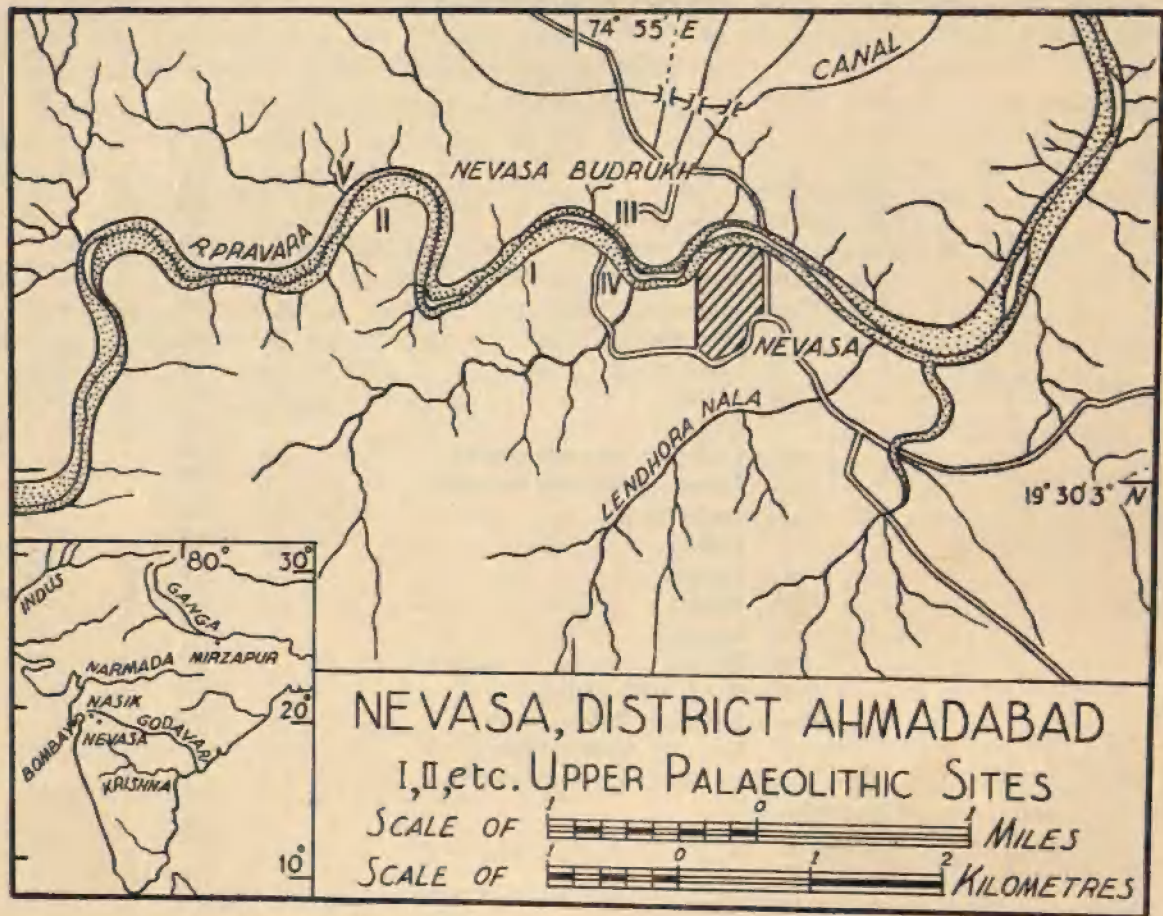 74° 55' E
CANAL
NEVASA BUDRUKH
V
II
III
R. PRAVARA
I
IV
NEVASA
LENDHORA NALA
19° 30' 3" N
80° 30°
INDUS
GANGA
NARMADA MIRZAPUR
NASIK
20°
GODAVARI
BOMBAY
NEVASA
KRISHNA
10°
NEVASA, DISTRICT AHMADABAD
I, II, etc. UPPER PALAEOLITHIC SITES
1 0 1
SCALE OF MILES
1 0 1 2
SCALE OF KILOMETRES